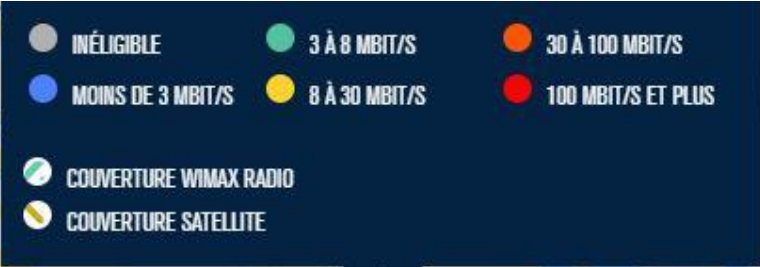 INÉLIGIBLE 3 À 8 MBIT/S 30 À 100 MBIT/S
MOINS DE 3 MBIT/S 8 À 30 MBIT/S 100 MBIT/S ET PLUS
COUVERTURE WIMAX RADIO
COUVERTURE SATELLITE